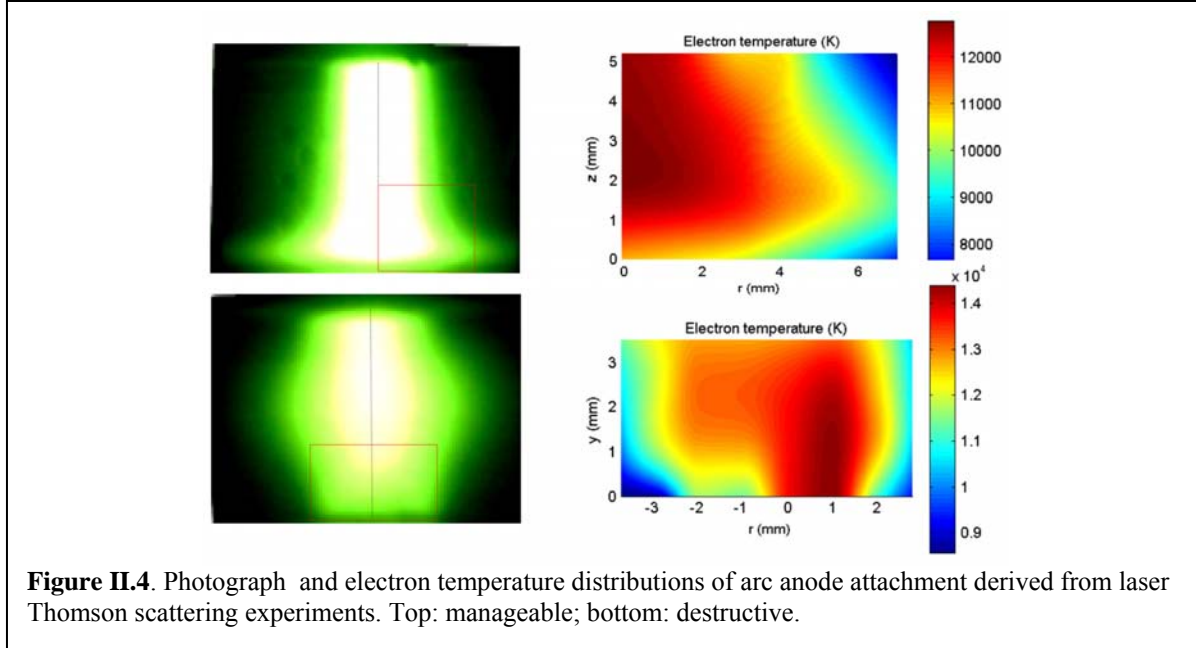 Electron temperature (K)
5
4
3
2
1
0
z (mm)
0 2 4 6
r (mm)
12000
11000
10000
9000
8000
x 10⁴
Electron temperature (K)
3
2
1
0
y (mm)
-3 -2 -1 0 1 2
r (mm)
1.4
1.3
1.2
1.1
1
0.9
Figure II.4. Photograph and electron temperature distributions of arc anode attachment derived from laser
Thomson scattering experiments. Top: manageable; bottom: destructive.